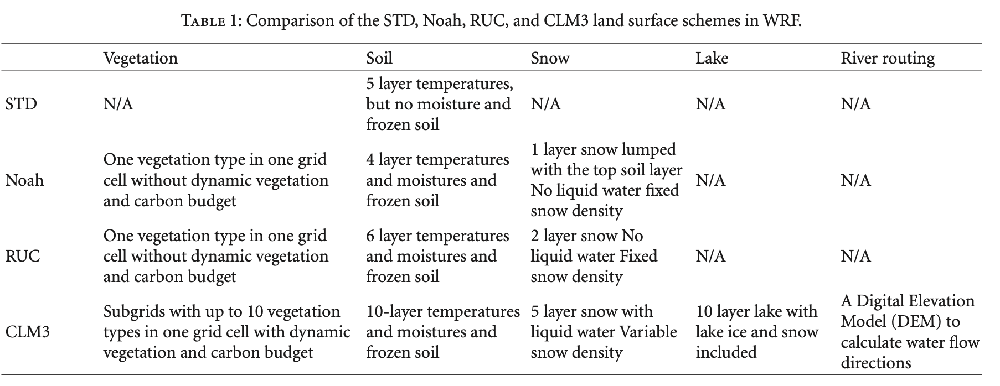 TABLE 1: Comparison of the STD, Noah, RUC, and CLM3 land surface schemes in WRF.
Vegetation Soil Snow Lake River routing
STD
N/A
5 layer temperatures,
but no moisture and
frozen soil
N/A
N/A
N/A
Noah
One vegetation type in one grid
cell without dynamic vegetation
and carbon budget
4 layer temperatures
and moistures and
frozen soil
1 layer snow lumped
with the top soil layer
No liquid water fixed
snow density
N/A
N/A
RUC
One vegetation type in one grid
cell without dynamic vegetation
and carbon budget
6 layer temperatures
and moistures and
frozen soil
2 layer snow No
liquid water Fixed
snow density
N/A
N/A
CLM3
Subgrids with up to 10 vegetation
types in one grid cell with dynamic
vegetation and carbon budget
10-layer temperatures
and moistures and
frozen soil
5 layer snow with
liquid water Variable
snow density
10 layer lake with
lake ice and snow
included
A Digital Elevation
Model (DEM) to
calculate water flow
directions